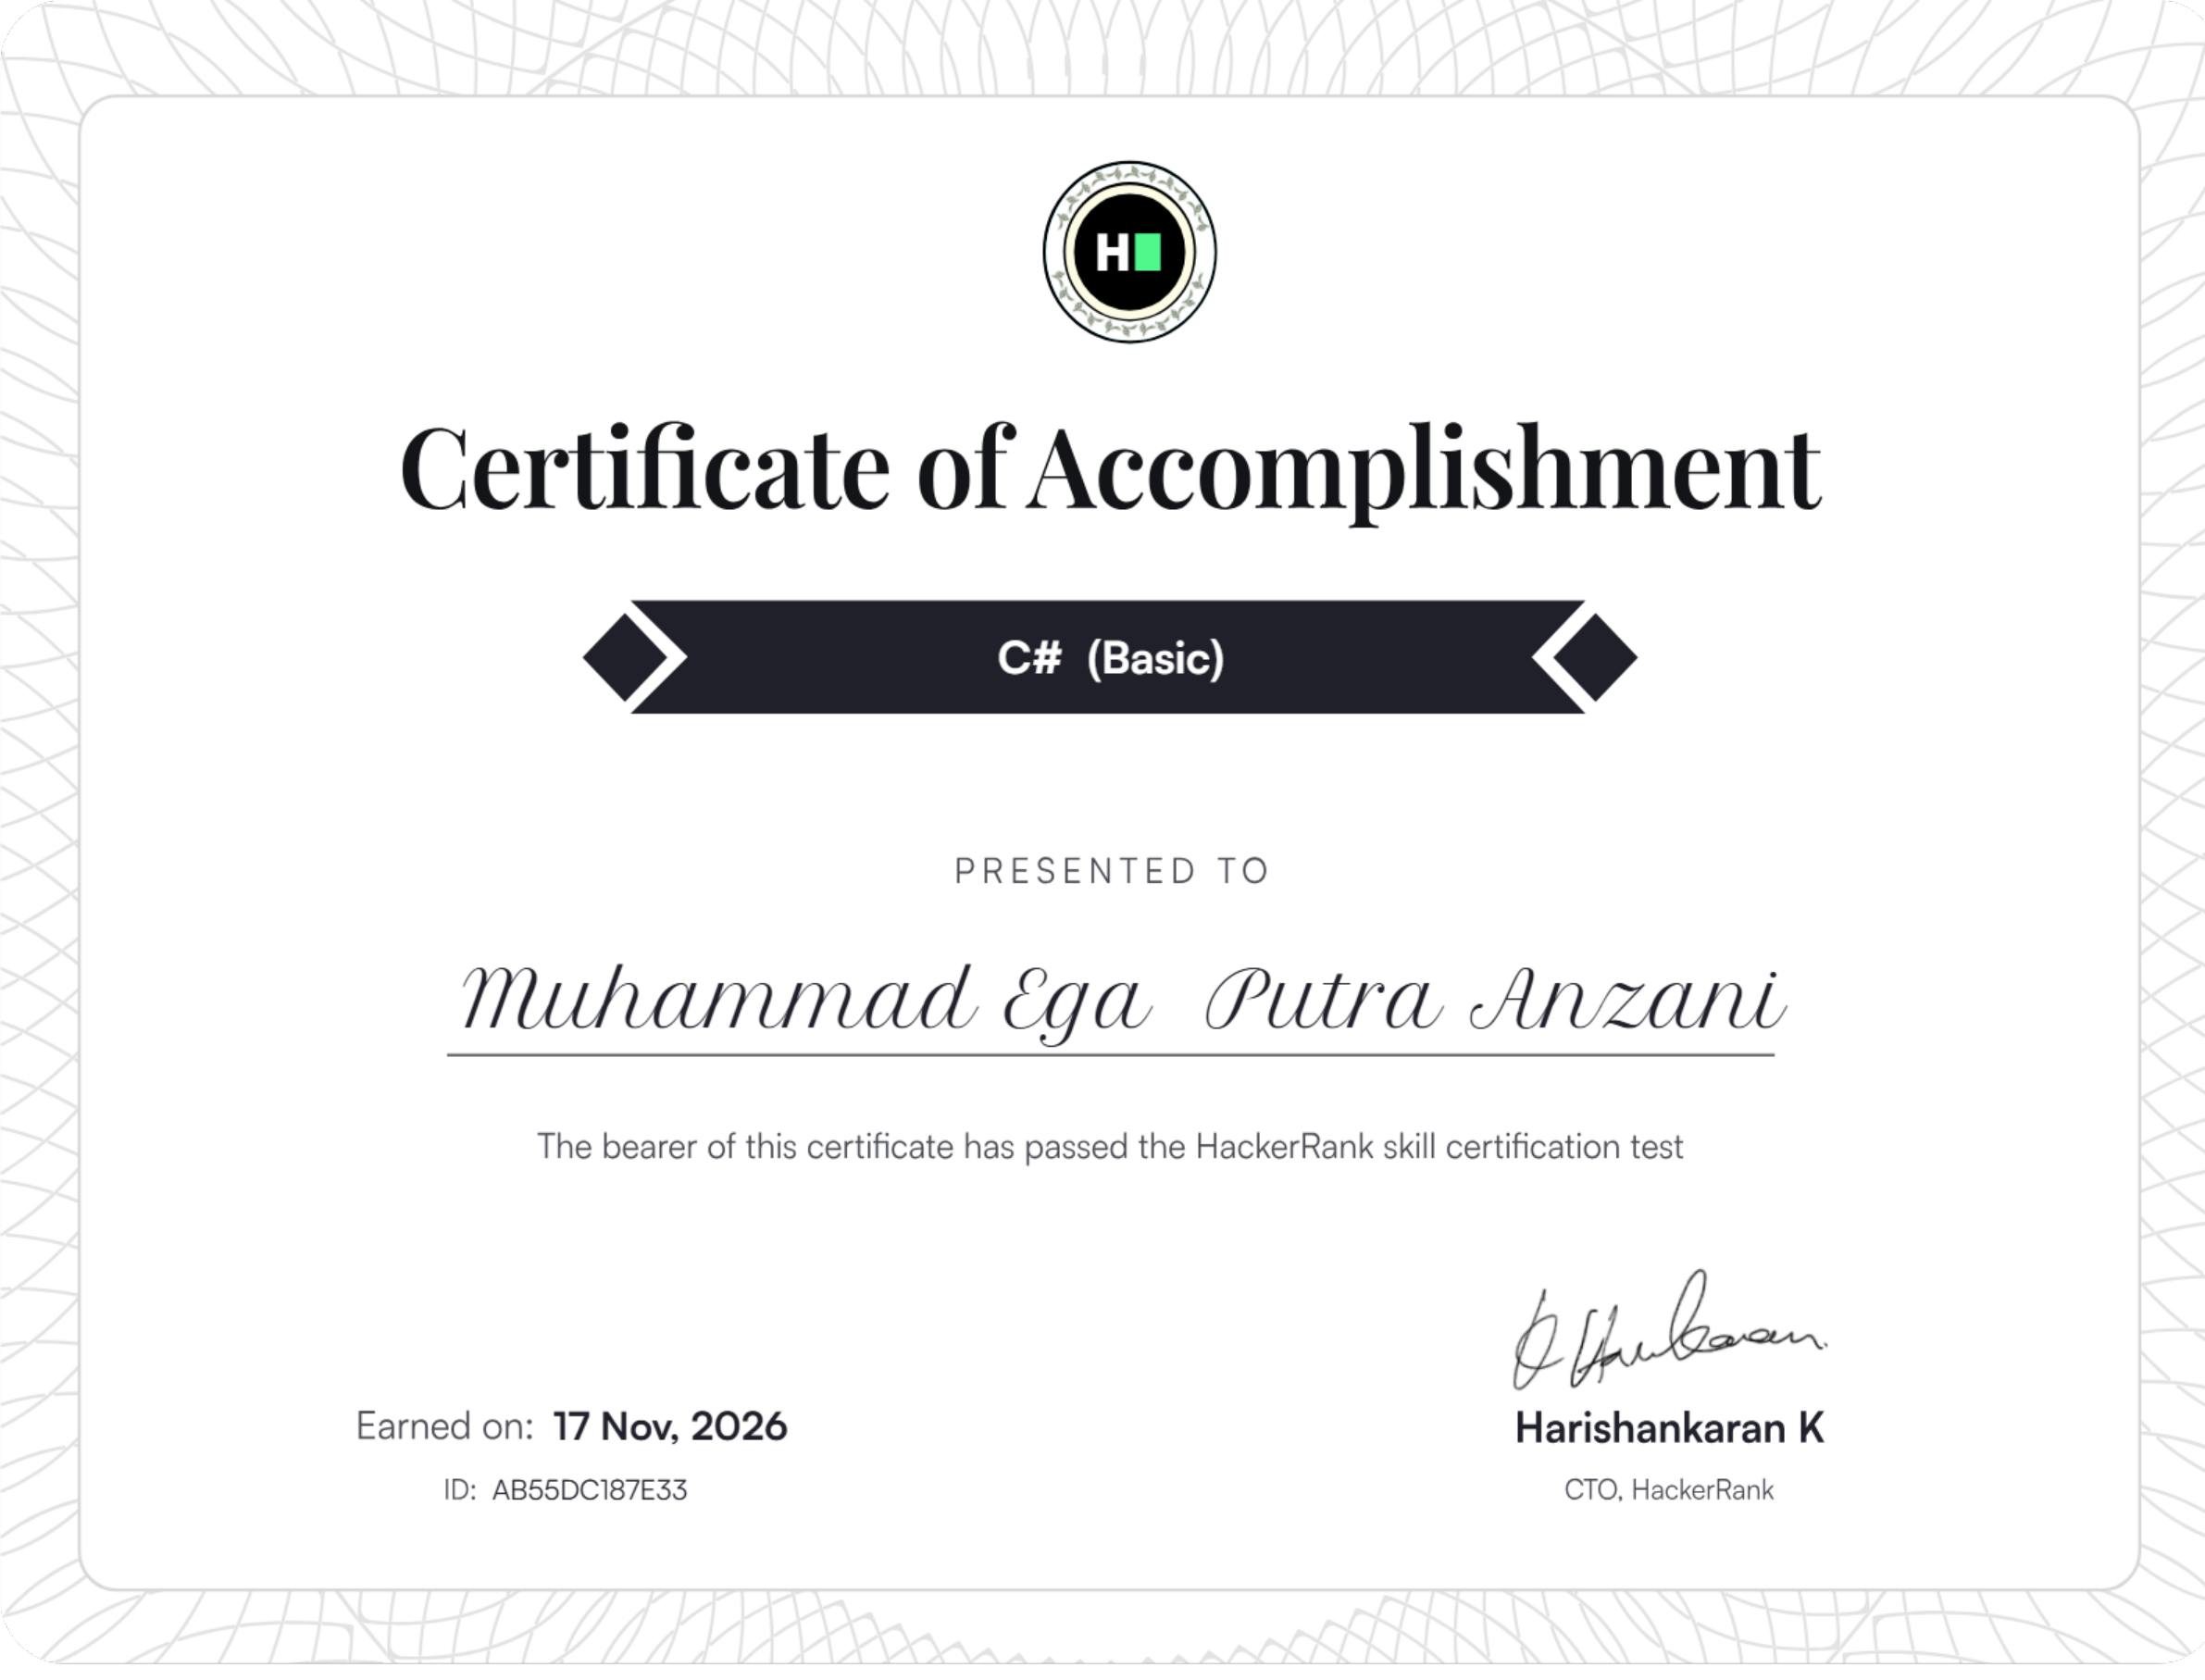 H
Certificate of Accomplishment
C# (Basic)
PRESENTED TO
Muhammad Ega Putra Anzani
The bearer of this certificate has passed the HackerRank skill certification test
Earned on: 17 Nov, 2026
ID: AB55DC187E33
Harishankaran K
CTO, HackerRank